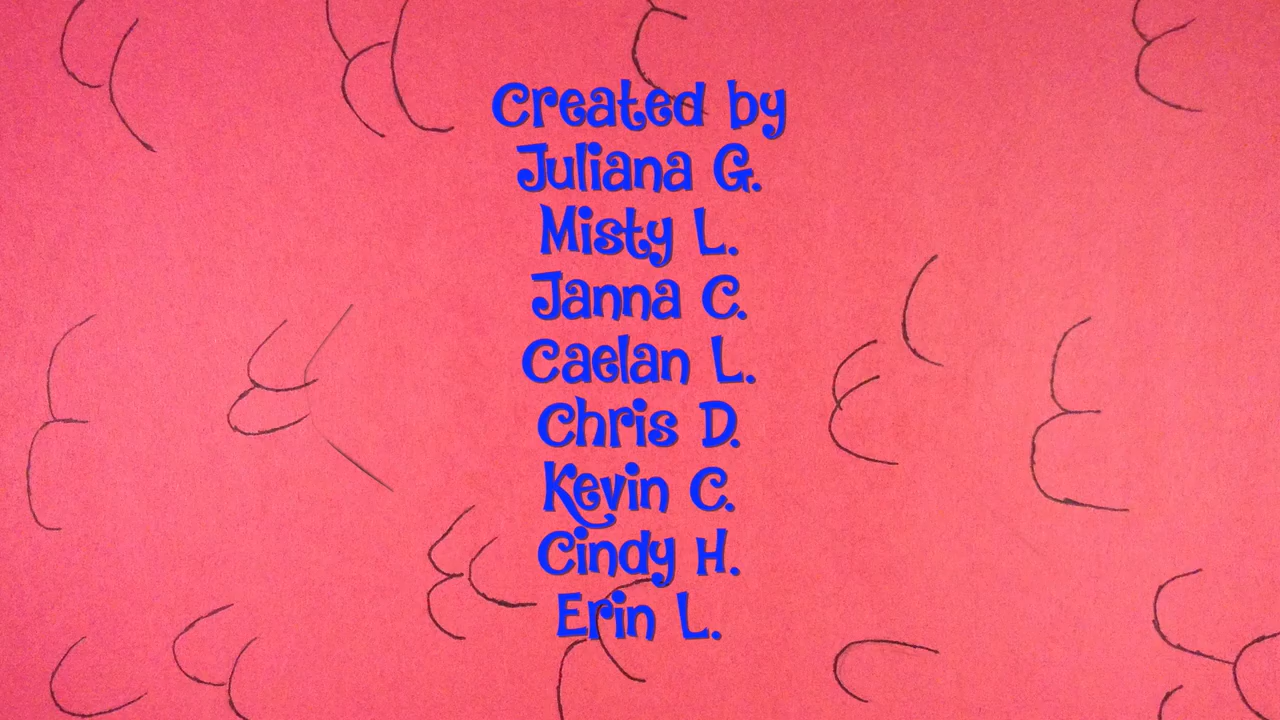 Created by
Juliana G.
Misty L.
Janna C.
Caelan L.
Chris D.
Kevin C.
Cindy H.
Erin L.